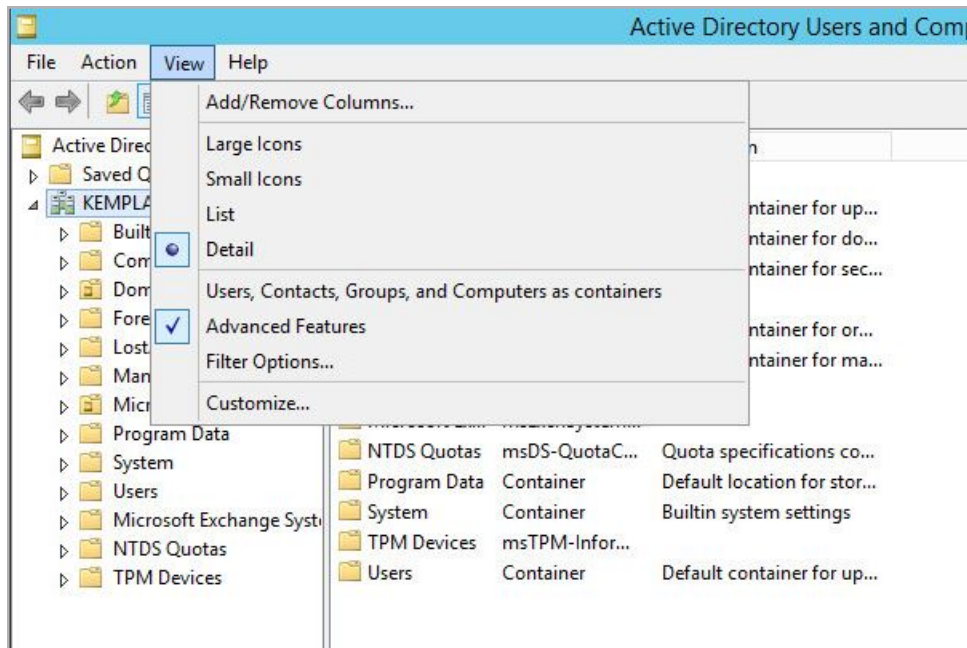 Active Directory Users and Comp
File Action View Help
Add/Remove Columns...
Large Icons
Small Icons
List
Detail
Users, Contacts, Groups, and Computers as containers
Advanced Features
Filter Options...
Customize...
Active Direc
Saved Q
KEMPLA
Built
Com
Dom
Fore
Lost
Man
Micr
Program Data
System
Users
Microsoft Exchange Syst
NTDS Quotas
TPM Devices
n
ntainer for up...
ntainer for do...
ntainer for sec...
ntainer for or...
ntainer for ma...
NTDS Quotas msDS-QuotaC... Quota specifications co...
Program Data Container Default location for stor...
System Container Builtin system settings
TPM Devices msTPM-Infor...
Users Container Default container for up...